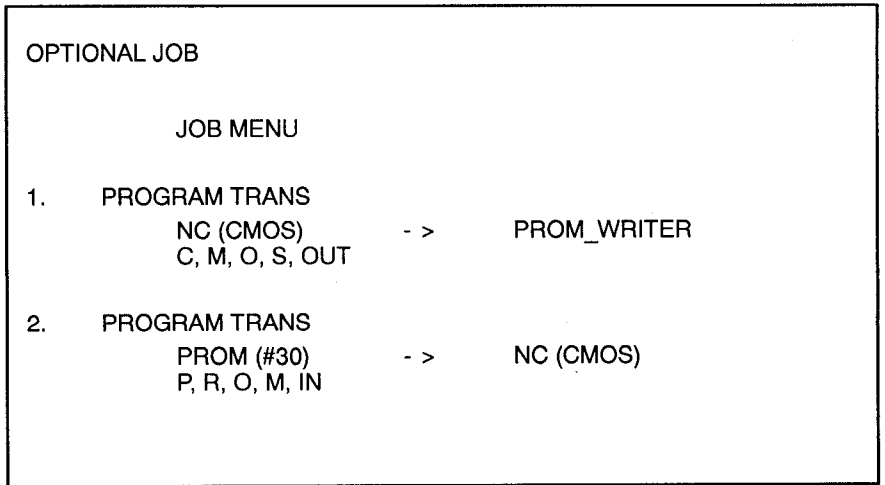 OPTIONAL JOB
JOB MENU
1. PROGRAM TRANS
NC (CMOS) - > PROM_WRITER
C, M, O, S, OUT
2. PROGRAM TRANS
PROM (#30) - > NC (CMOS)
P, R, O, M, IN